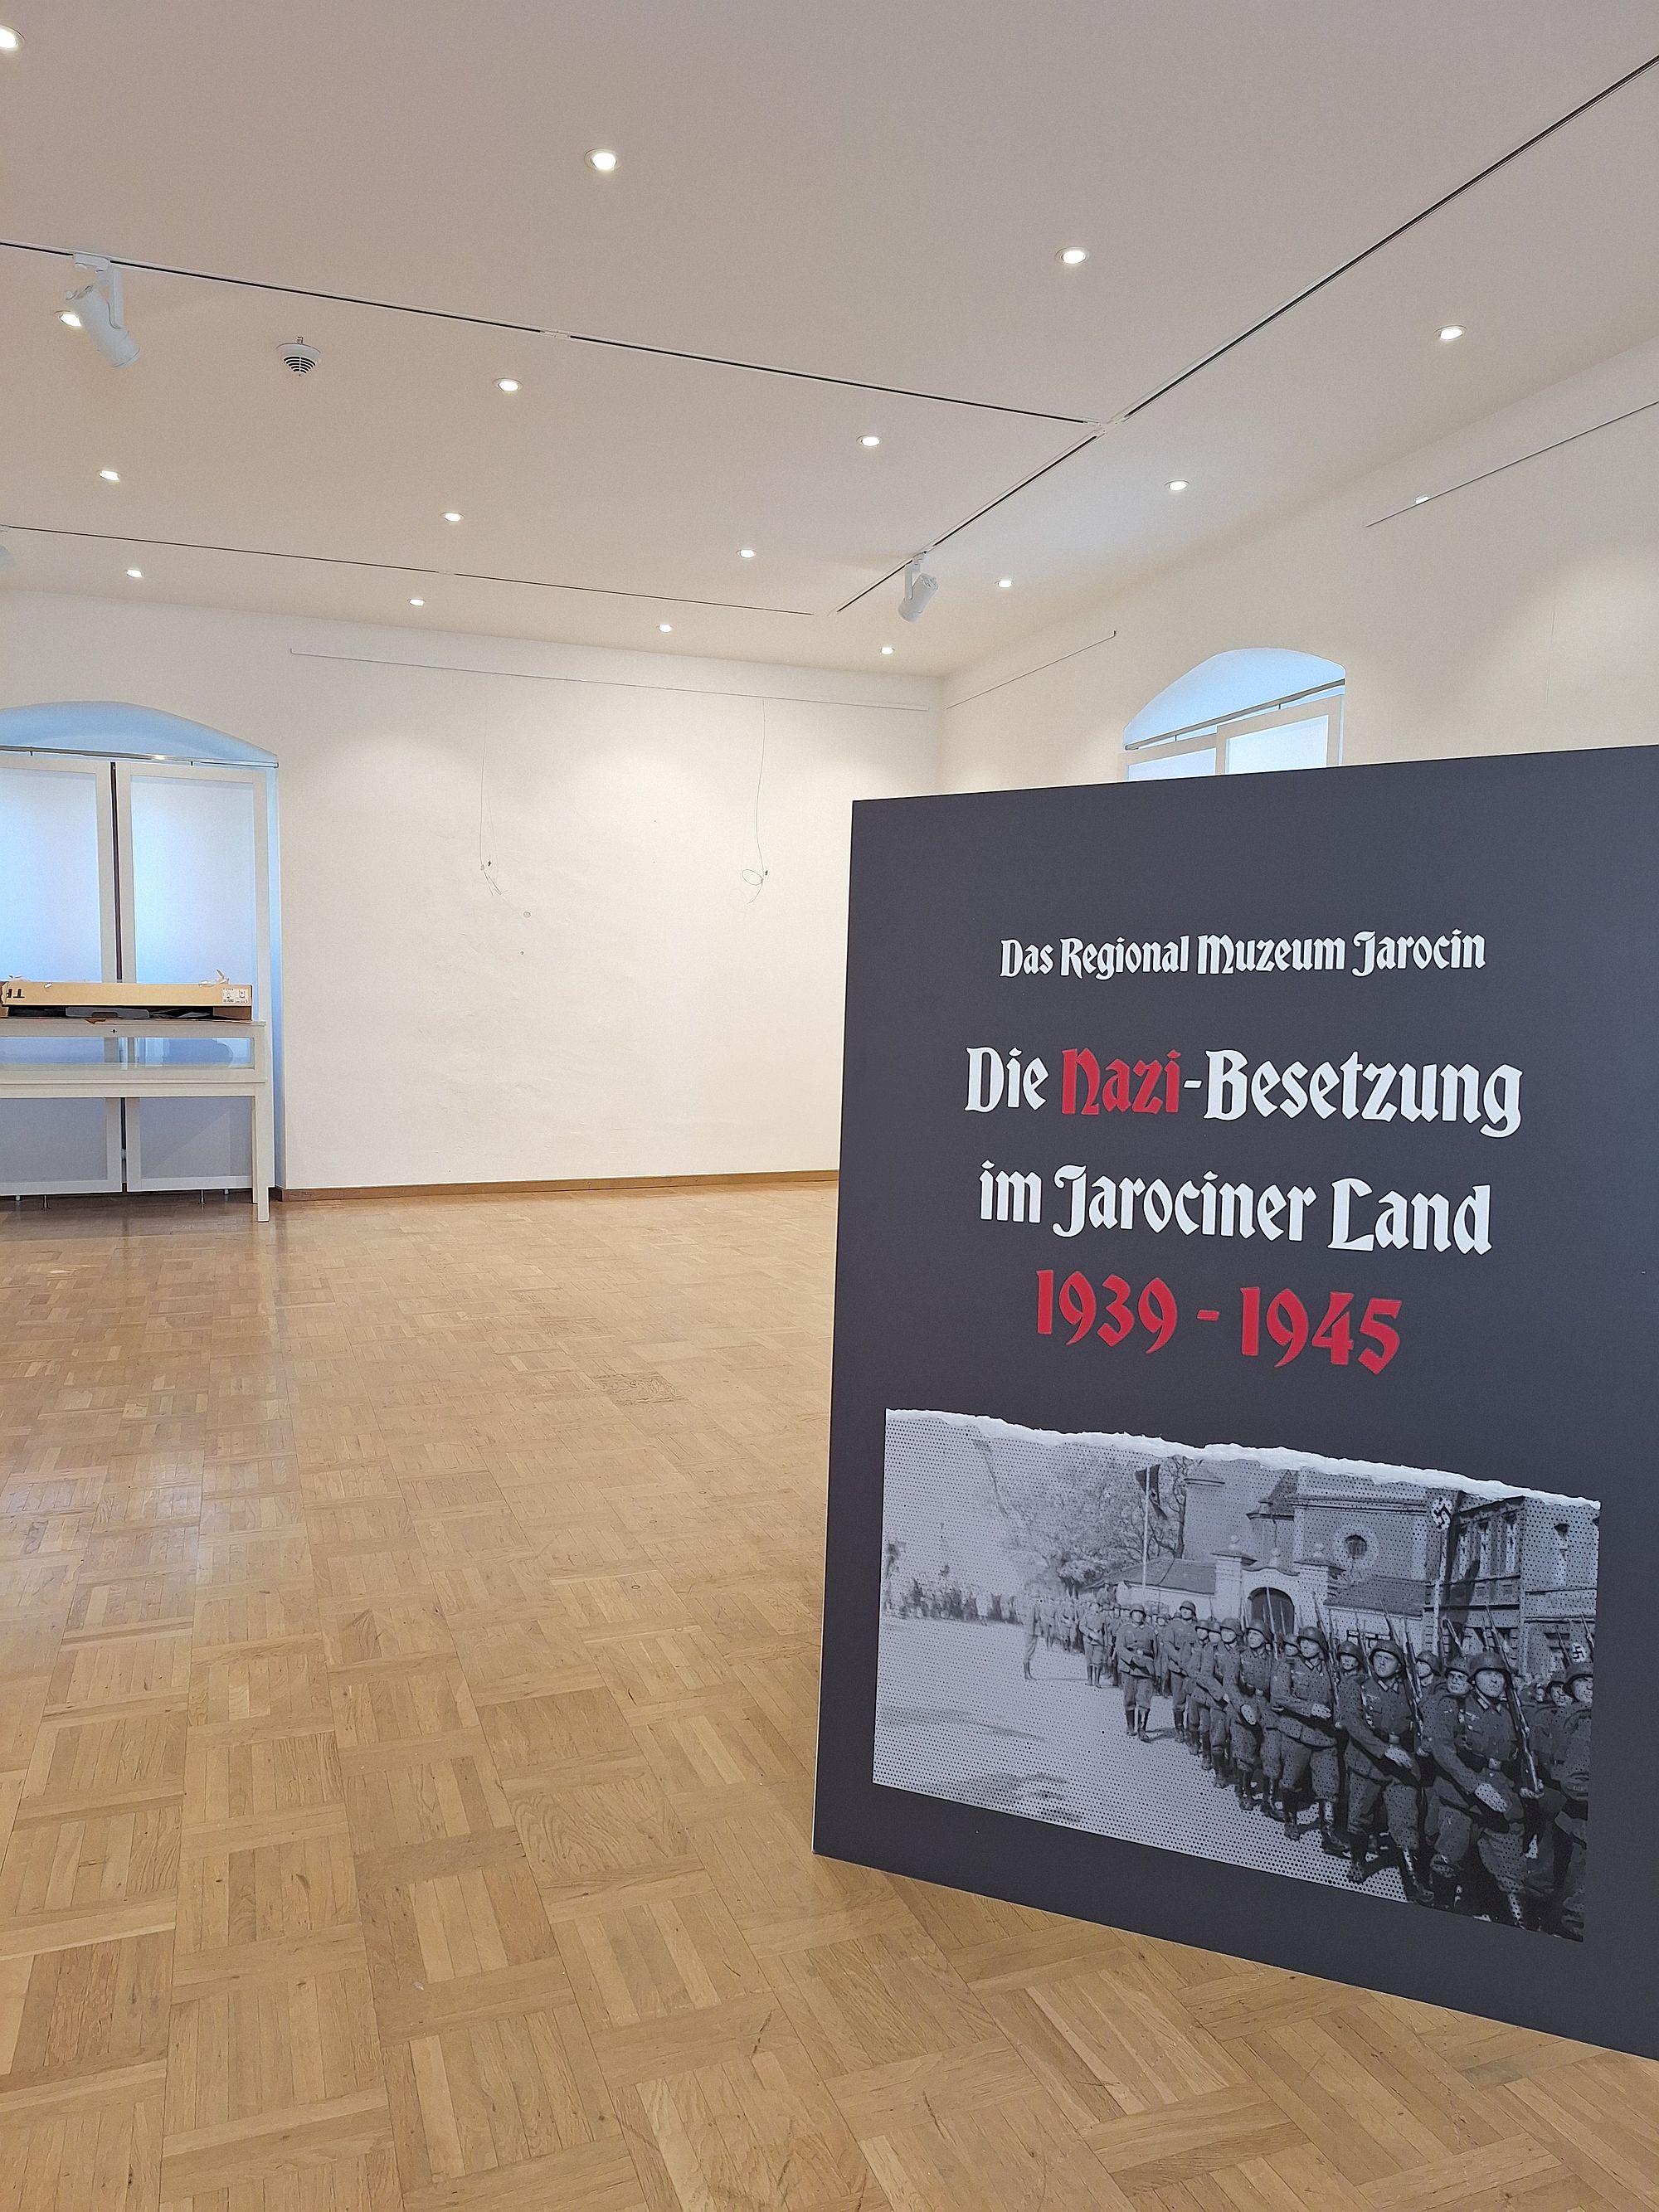 Das Regional Muzeum Jarocin
Die Nazi-Besetzung
im Jarociner Land
1939 - 1945